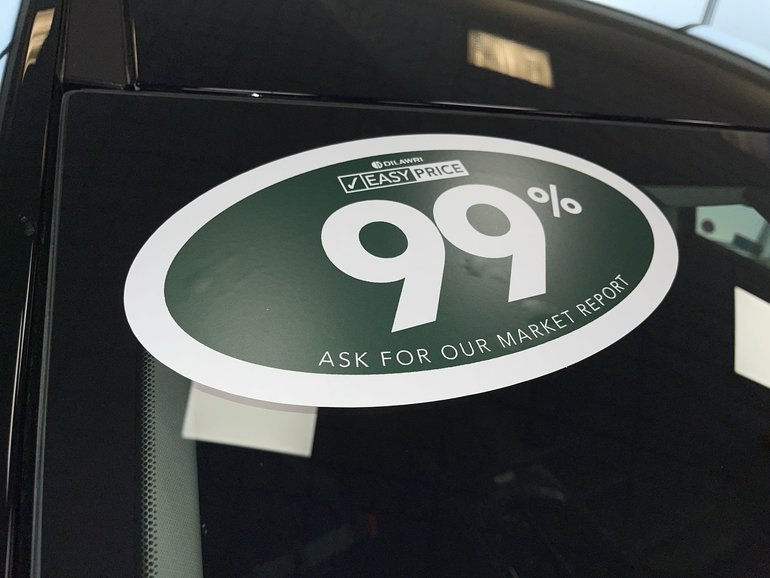 DILAWRI
✓EASY PRICE
99%
ASK FOR OUR MARKET REPORT